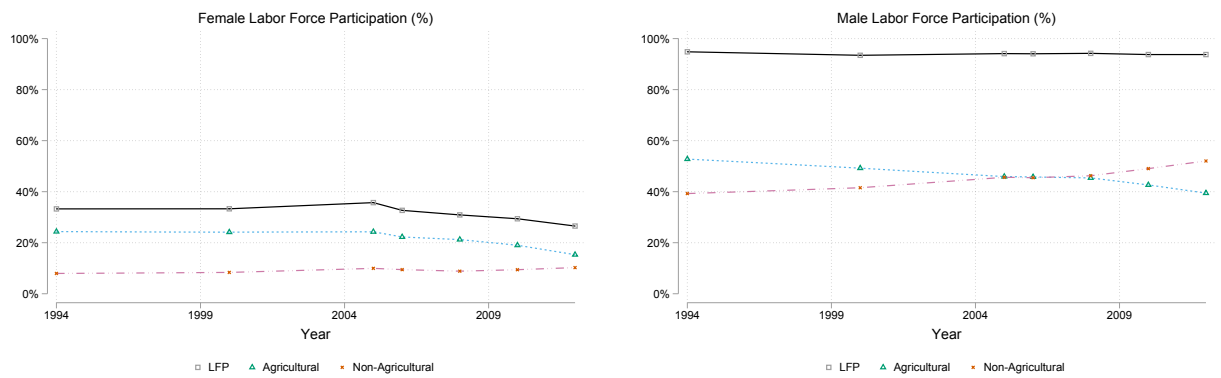 Female Labor Force Participation (%)
100%
80%
60%
40%
20%
0%
1994 1999 2004 2009
Year
LFP Agricultural Non-Agricultural
Male Labor Force Participation (%)
100%
80%
60%
40%
20%
0%
1994 1999 2004 2009
Year
LFP Agricultural Non-Agricultural